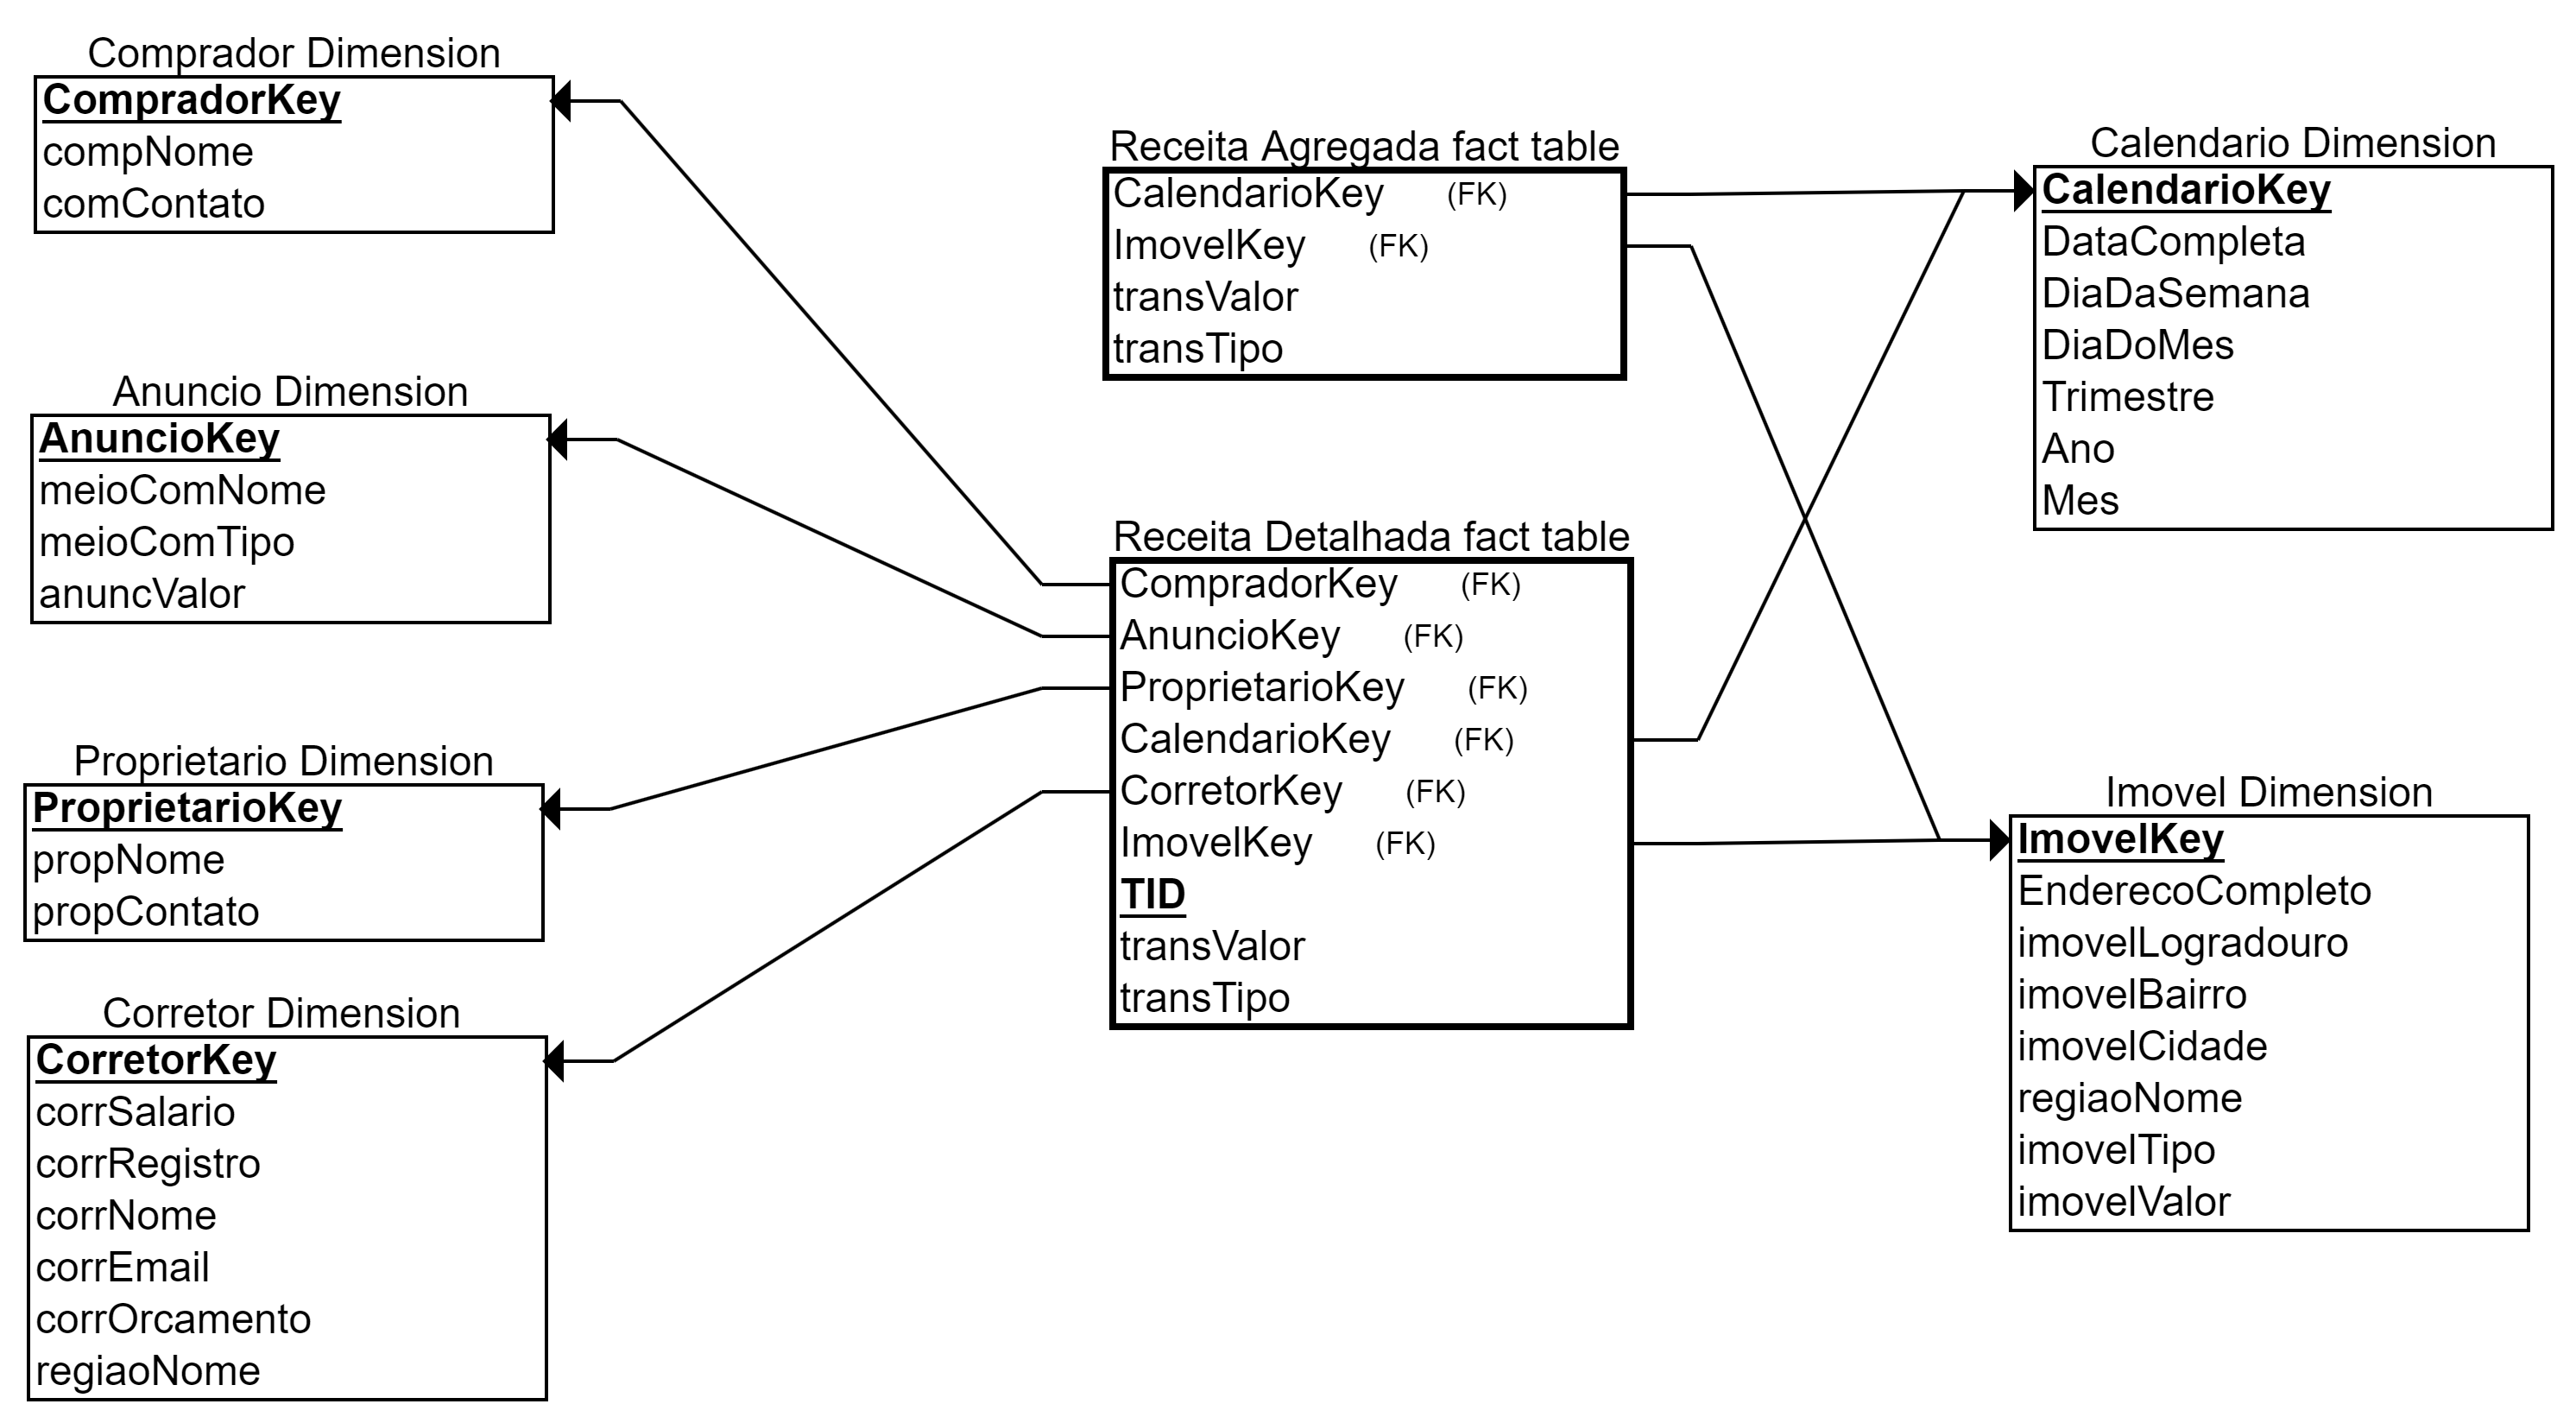 Comprador Dimension
CompradorKey
compNome
comContato
Anuncio Dimension
AnuncioKey
meioComNome
meioComTipo
anuncValor
Proprietario Dimension
ProprietarioKey
propNome
propContato
Corretor Dimension
CorretorKey
corrSalario
corrRegistro
corrNome
corrEmail
corrOrcamento
regiaoNome
Receita Agregada fact table
CalendarioKey (FK)
ImovelKey (FK)
transValor
transTipo
Receita Detalhada fact table
CompradorKey (FK)
AnuncioKey (FK)
ProprietarioKey (FK)
CalendarioKey (FK)
CorretorKey (FK)
ImovelKey (FK)
TID
transValor
transTipo
Calendario Dimension
CalendarioKey
DataCompleta
DiaDaSemana
DiaDoMes
Trimestre
Ano
Mes
Imovel Dimension
ImovelKey
EnderecoCompleto
imovelLogradouro
imovelBairro
imovelCidade
regiaoNome
imovelTipo
imovelValor